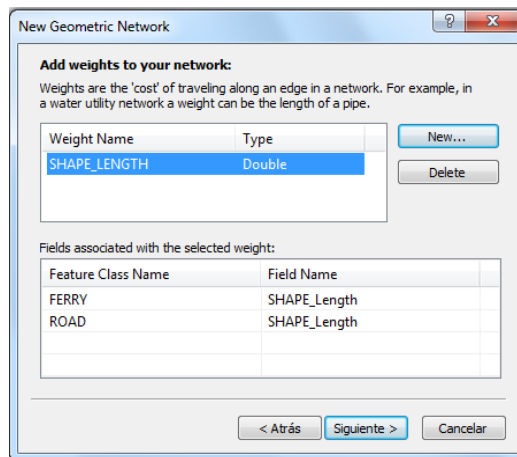 New Geometric Network
Add weights to your network:
Weights are the 'cost' of traveling along an edge in a network. For example, in
a water utility network a weight can be the length of a pipe.
Weight Name Type New...
SHAPE_LENGTH Double
Delete
Fields associated with the selected weight:
Feature Class Name Field Name
FERRY SHAPE_Length
ROAD SHAPE_Length
< Atrás Siguiente > Cancelar